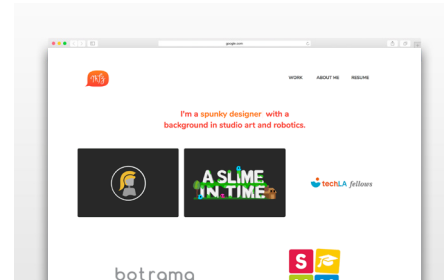 google.com
WORK ABOUT ME RESUME
I'm a spunky designer with a
background in studio art and robotics.
A SLIME
IN TIME
techLA fellows
botrama
S